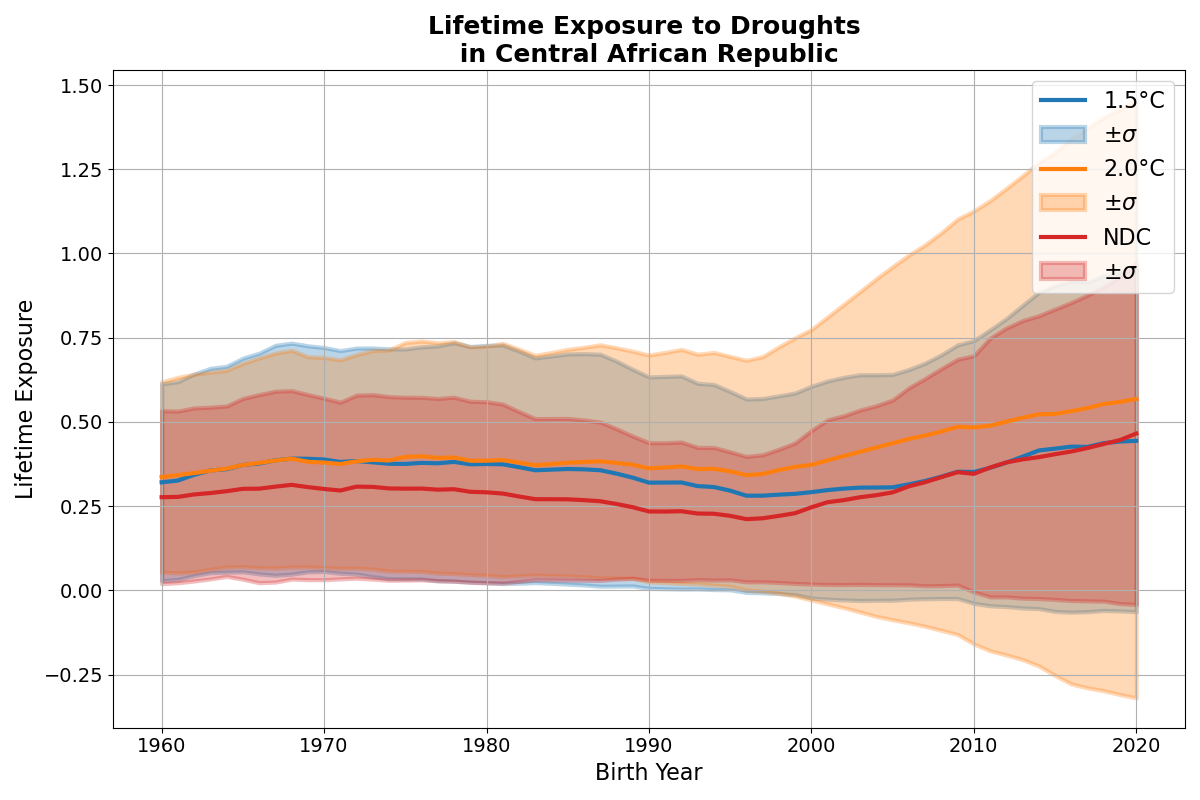 Lifetime Exposure to Droughts
in Central African Republic
1.50
1.25
1.00
0.75
0.50
0.25
0.00
−0.25
Lifetime Exposure
1960
1970
1980
1990
2000
2010
2020
Birth Year
1.5°C
±σ
2.0°C
±σ
NDC
±σ